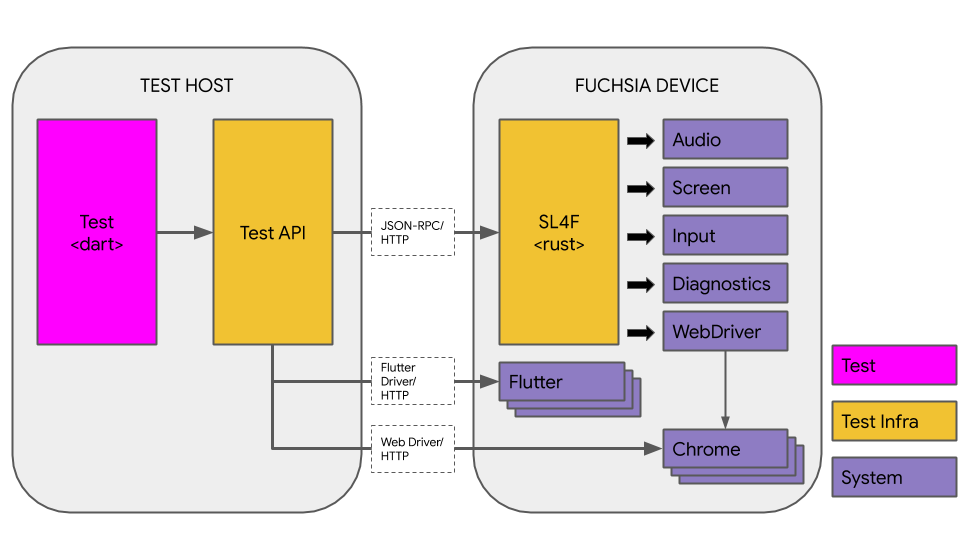 TEST HOST
Test
<dart>
Test API
JSON-RPC/
HTTP
Flutter
Driver/
HTTP
Web Driver/
HTTP
FUCHSIA DEVICE
SL4F
<rust>
Audio
Screen
Input
Diagnostics
WebDriver
Flutter
Chrome
Test
Test Infra
System